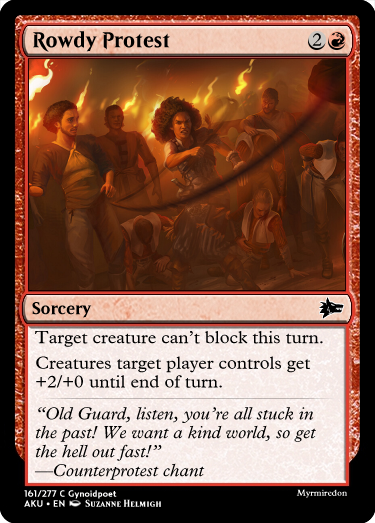 Rowdy Protest 2
Sorcery
Target creature can't block this turn.
Creatures target player controls get
+2/+0 until end of turn.
“Old Guard, listen, you're all stuck in
the past! We want a kind world, so get
the hell out fast!”
—Counterprotest chant
161/277 C Gynoidpoet Myrmiredon
AKU • EN Suzanne Helmigh